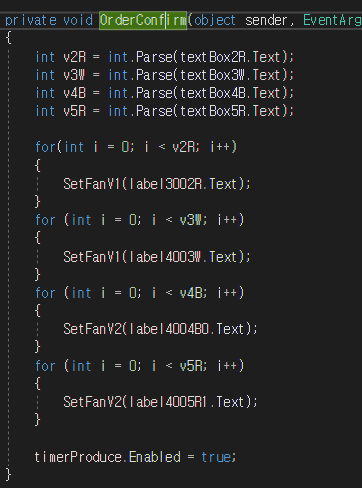 private void OrderConfirm(object sender, EventArg
{
int v2R = int.Parse(textBox2R.Text);
int v3W = int.Parse(textBox3W.Text);
int v4B = int.Parse(textBox4B.Text);
int v5R = int.Parse(textBox5R.Text);
for(int i = 0; i < v2R; i++)
{
SetFanV1(label3002R.Text);
}
for (int i = 0; i < v3W; i++)
{
SetFanV1(label4003W.Text);
}
for (int i = 0; i < v4B; i++)
{
SetFanV2(label4004BO.Text);
}
for (int i = 0; i < v5R; i++)
{
SetFanV2(label4005R1.Text);
}
timerProduce.Enabled = true;
}